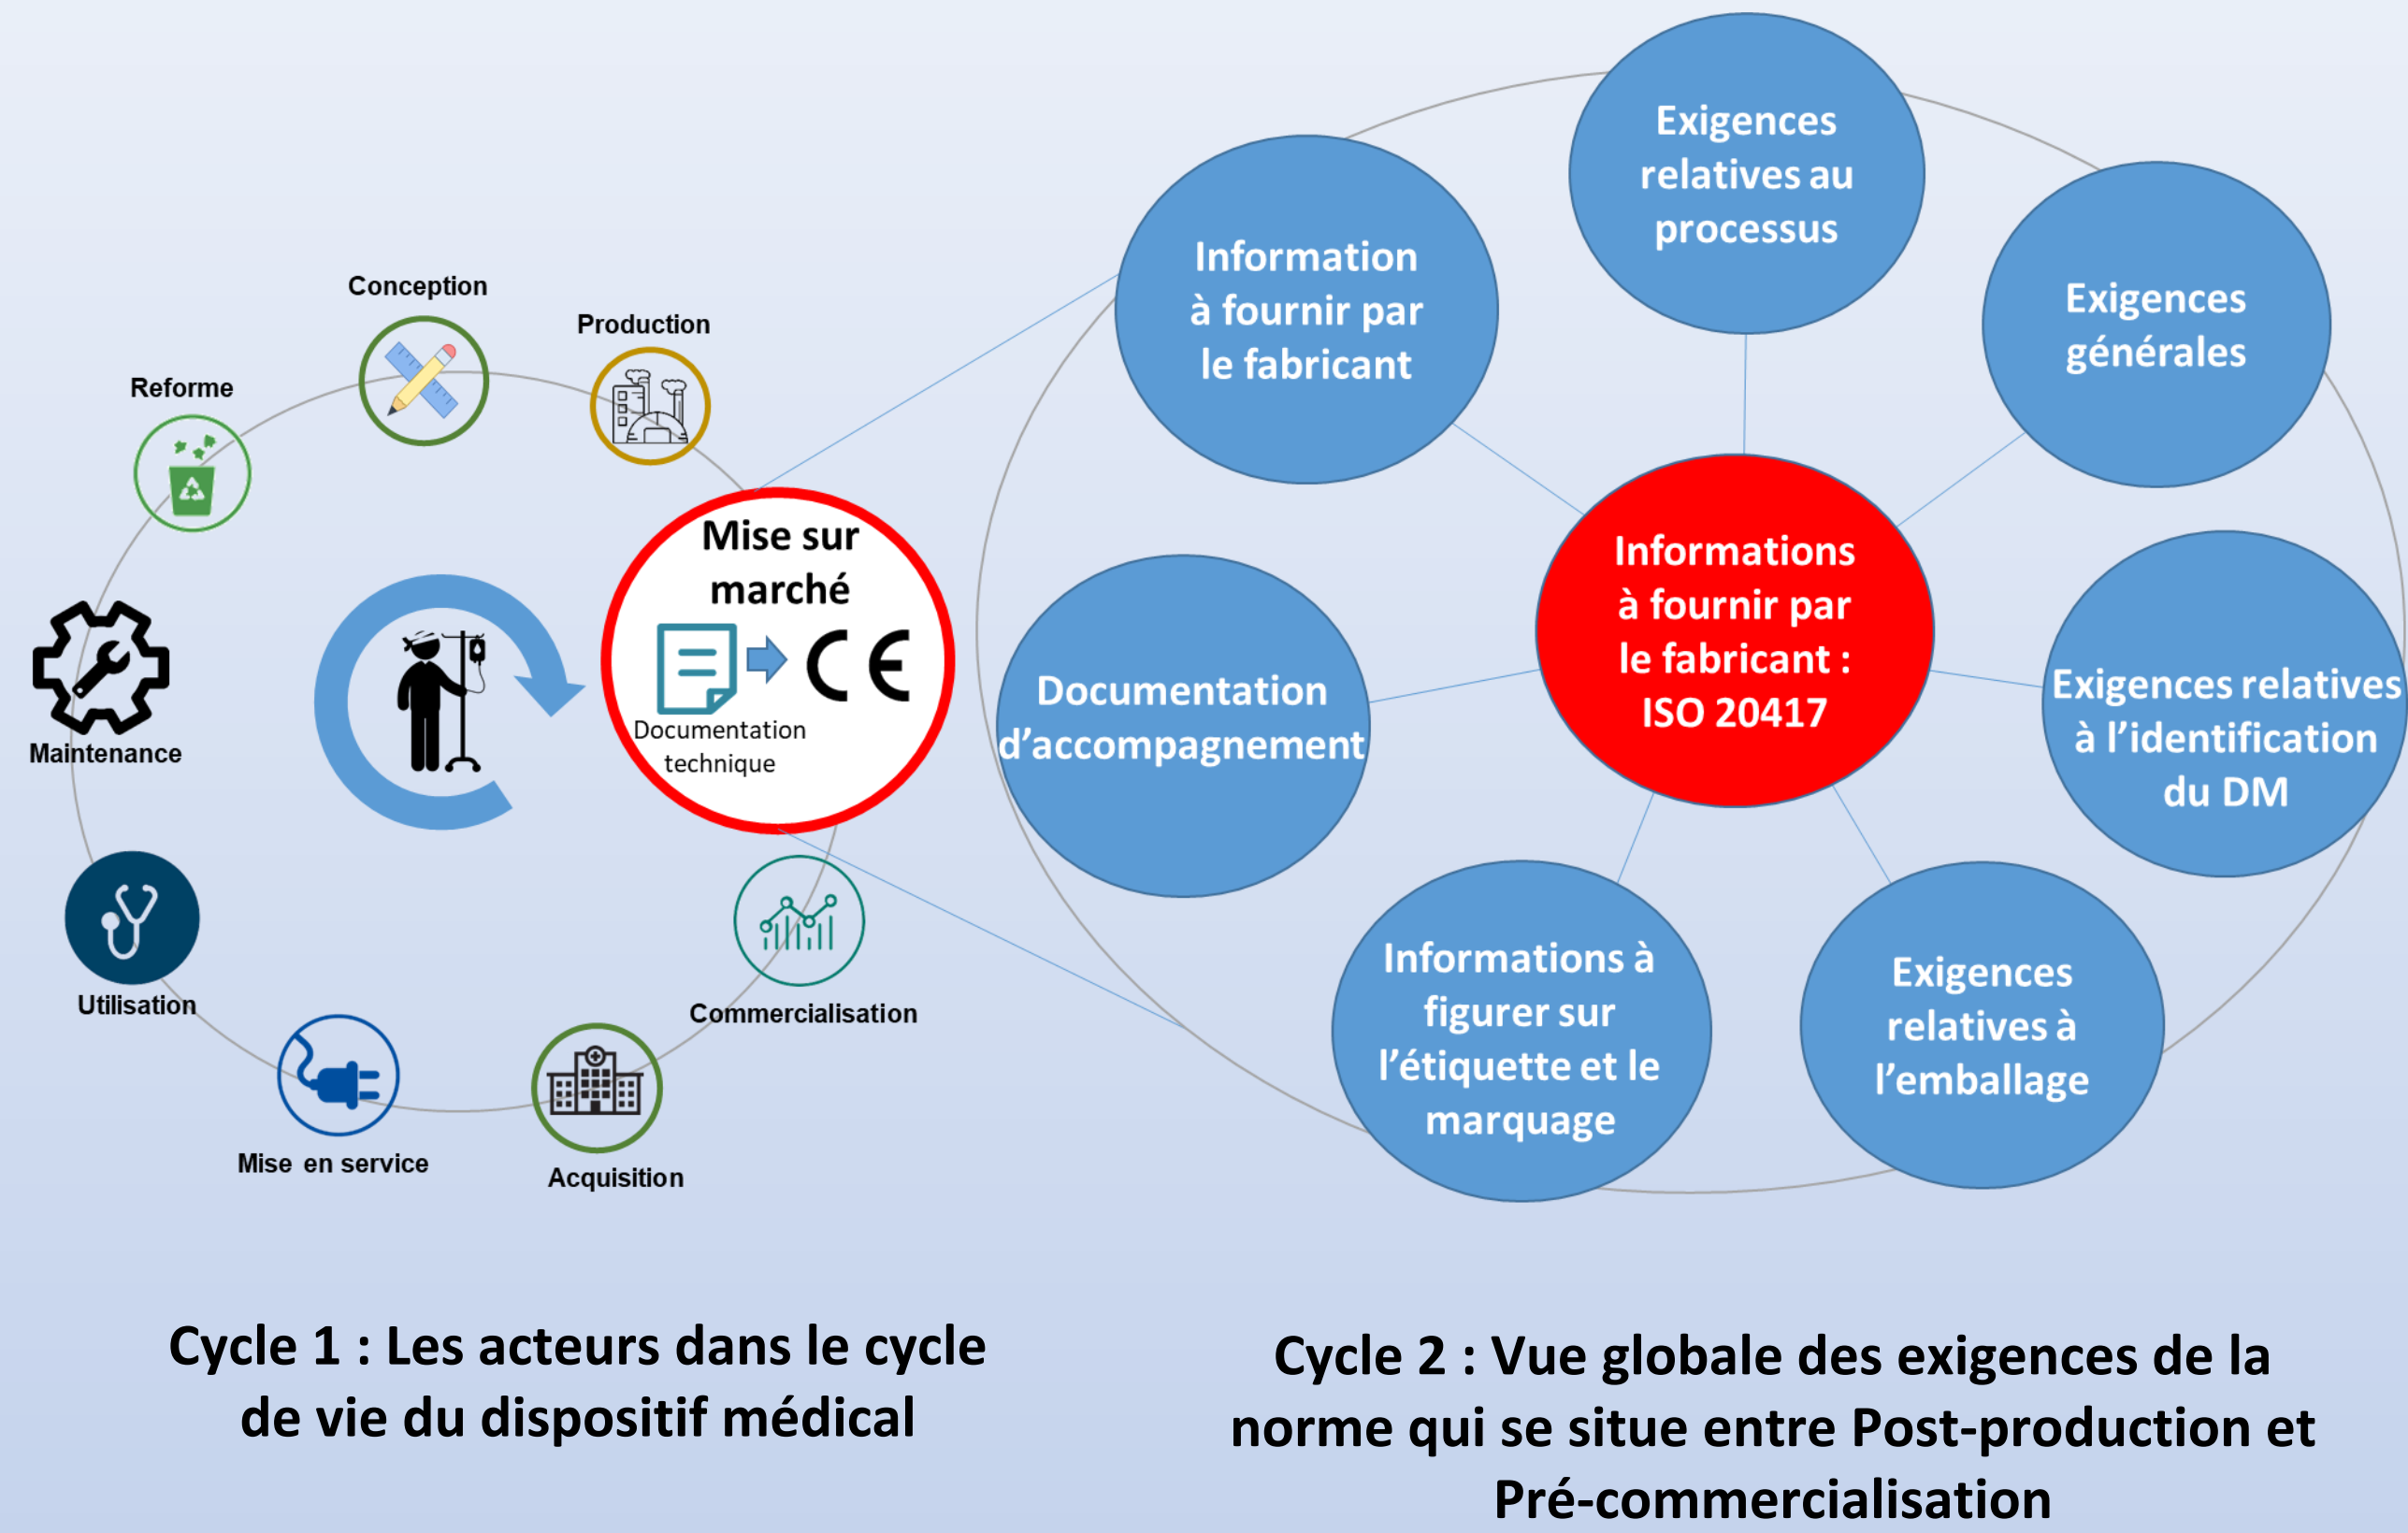 Conception
Production
Reforme
Mise sur
marché
CE
Documentation
technique
Maintenance
Utilisation
Commercialisation
Mise en service
Acquisition
Exigences
relatives au
processus
Information
à fournir par
le fabricant
Exigences
générales
Informations
à fournir par
le fabricant :
ISO 20417
Documentation
d’accompagnement
Exigences relatives
à l’identification
du DM
Informations à
figurer sur
l’étiquette et le
marquage
Exigences
relatives à
l’emballage
Cycle 1 : Les acteurs dans le cycle
de vie du dispositif médical
Cycle 2 : Vue globale des exigences de la
norme qui se situe entre Post-production et
Pré-commercialisation